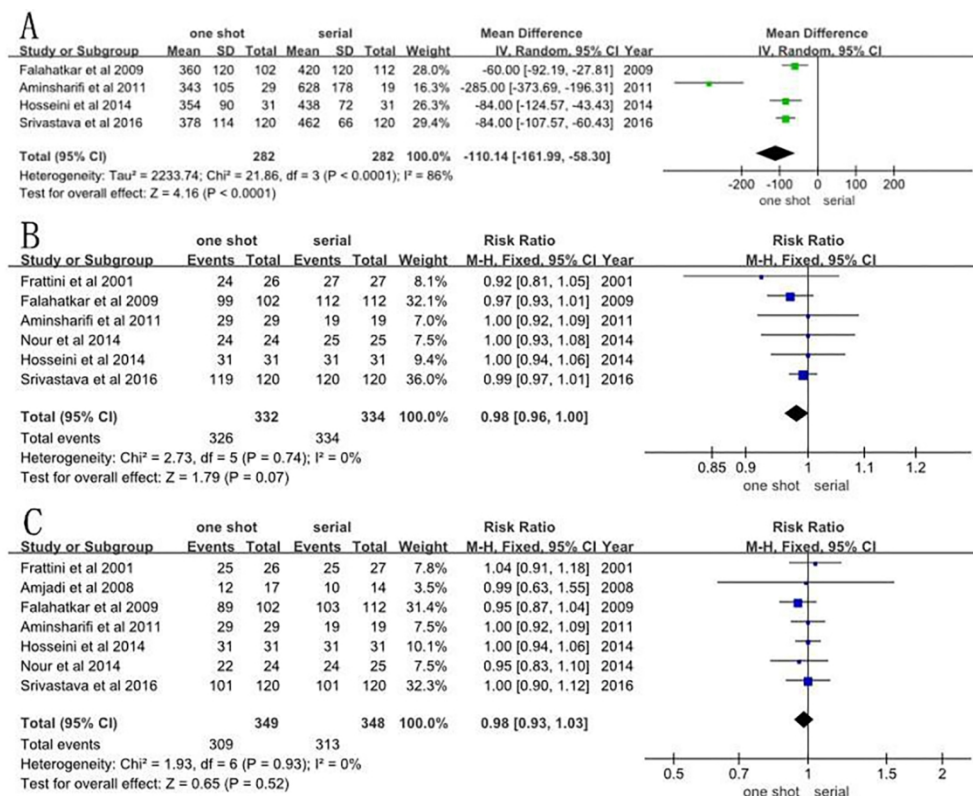 A
one shot serial Mean Difference Mean Difference
Study or Subgroup Mean SD Total Mean SD Total Weight IV, Random, 95% CI Year IV, Random, 95% CI
Falahatkar et al 2009 360 120 102 420 120 112 28.0% -60.00 [-92.19, -27.81] 2009
Aminsharifi et al 2011 343 105 29 628 178 19 16.3% -285.00 [-373.69, -196.31] 2011
Hosseini et al 2014 354 90 31 438 72 31 26.3% -84.00 [-124.57, -43.43] 2014
Srivastava et al 2016 378 114 120 462 66 120 29.4% -84.00 [-107.57, -60.43] 2016
Total (95% CI) 282 282 100.0% -110.14 [-161.99, -58.30]
Heterogeneity: Tau² = 2233.74; Chi² = 21.86, df = 3 (P < 0.0001); I² = 86%
Test for overall effect: Z = 4.16 (P < 0.0001)
-200 -100 0 100 200
one shot serial
B
one shot serial Risk Ratio Risk Ratio
Study or Subgroup Events Total Events Total Weight M-H, Fixed, 95% CI Year M-H, Fixed, 95% CI
Frattini et al 2001 24 26 27 27 8.1% 0.92 [0.81, 1.05] 2001
Falahatkar et al 2009 99 102 112 112 32.1% 0.97 [0.93, 1.01] 2009
Aminsharifi et al 2011 29 29 19 19 7.0% 1.00 [0.92, 1.09] 2011
Nour et al 2014 24 24 25 25 7.5% 1.00 [0.93, 1.08] 2014
Hosseini et al 2014 31 31 31 31 9.4% 1.00 [0.94, 1.06] 2014
Srivastava et al 2016 119 120 120 120 36.0% 0.99 [0.97, 1.01] 2016
Total (95% CI) 332 334 100.0% 0.98 [0.96, 1.00]
Total events 326 334
Heterogeneity: Chi² = 2.73, df = 5 (P = 0.74); I² = 0%
Test for overall effect: Z = 1.79 (P = 0.07)
0.85 0.9 1 1.1 1.2
one shot serial
C
one shot serial Risk Ratio Risk Ratio
Study or Subgroup Events Total Events Total Weight M-H, Fixed, 95% CI Year M-H, Fixed, 95% CI
Frattini et al 2001 25 26 25 27 7.8% 1.04 [0.91, 1.18] 2001
Amjadi et al 2008 12 17 10 14 3.5% 0.99 [0.63, 1.55] 2008
Falahatkar et al 2009 89 102 103 112 31.4% 0.95 [0.87, 1.04] 2009
Aminsharifi et al 2011 29 29 19 19 7.5% 1.00 [0.92, 1.09] 2011
Hosseini et al 2014 31 31 31 31 10.1% 1.00 [0.94, 1.06] 2014
Nour et al 2014 22 24 24 25 7.5% 0.95 [0.83, 1.10] 2014
Srivastava et al 2016 101 120 101 120 32.3% 1.00 [0.90, 1.12] 2016
Total (95% CI) 349 348 100.0% 0.98 [0.93, 1.03]
Total events 309 313
Heterogeneity: Chi² = 1.93, df = 6 (P = 0.93); I² = 0%
Test for overall effect: Z = 0.65 (P = 0.52)
0.5 0.7 1 1.5 2
one shot serial